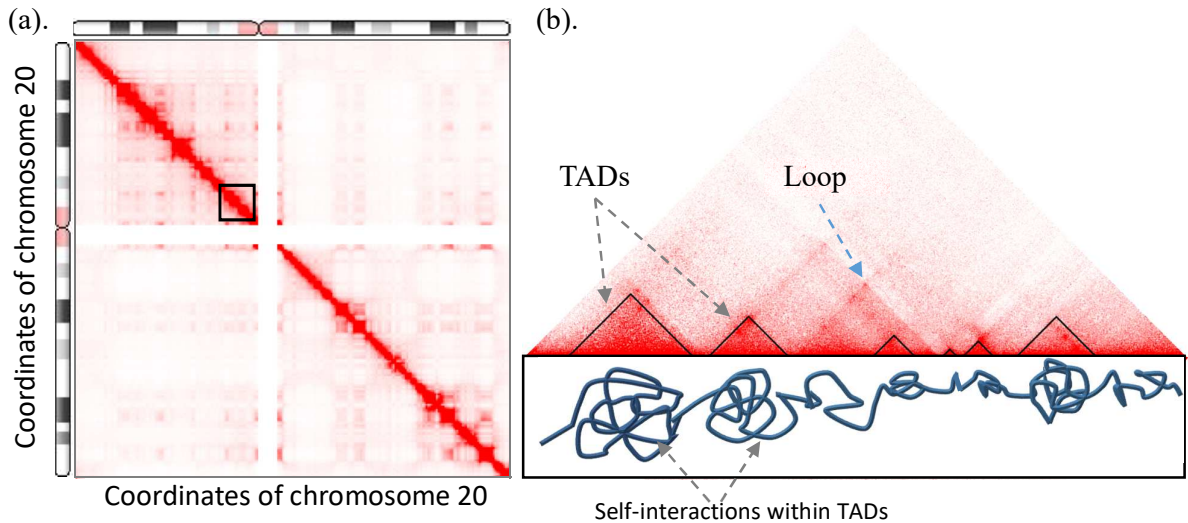 (a).
Coordinates of chromosome 20
Coordinates of chromosome 20
(b).
TADs
Loop
Self-interactions within TADs